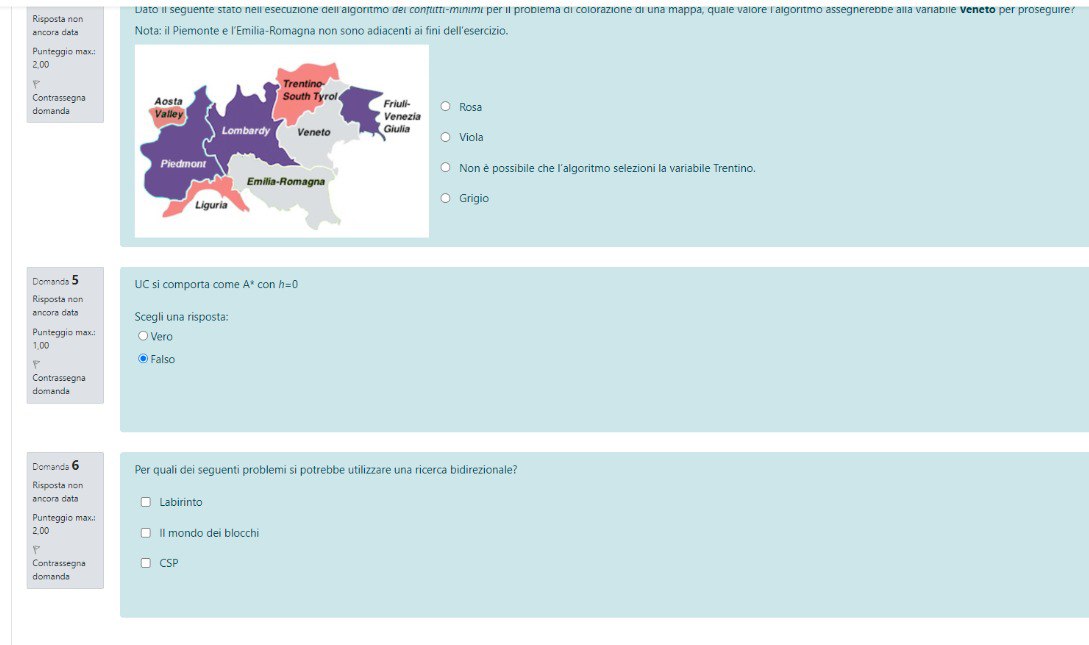 Risposta non
ancora data
Punteggio max.:
2,00
Contrassegna
domanda
Dato il seguente stato nell'esecuzione dell'algoritmo dei conflitti-minimi per il problema di colorazione di una mappa, quale valore l'algoritmo assegnerebbe alla variabile Veneto per proseguire?
Nota: il Piemonte e l'Emilia-Romagna non sono adiacenti ai fini dell'esercizio.
Trentino-
South Tyrol
Aosta
Valley
Friuli-
Venezia
Giulia
Lombardy
Veneto
Piedmont
Emilia-Romagna
Liguria
Rosa
Viola
Non è possibile che l'algoritmo selezioni la variabile Trentino.
Grigio
Domanda 5
Risposta non
ancora data
Punteggio max.:
1,00
Contrassegna
domanda
UC si comporta come A* con h=0
Scegli una risposta:
Vero
Falso
Domanda 6
Risposta non
ancora data
Punteggio max.:
2,00
Contrassegna
domanda
Per quali dei seguenti problemi si potrebbe utilizzare una ricerca bidirezionale?
Labirinto
Il mondo dei blocchi
CSP